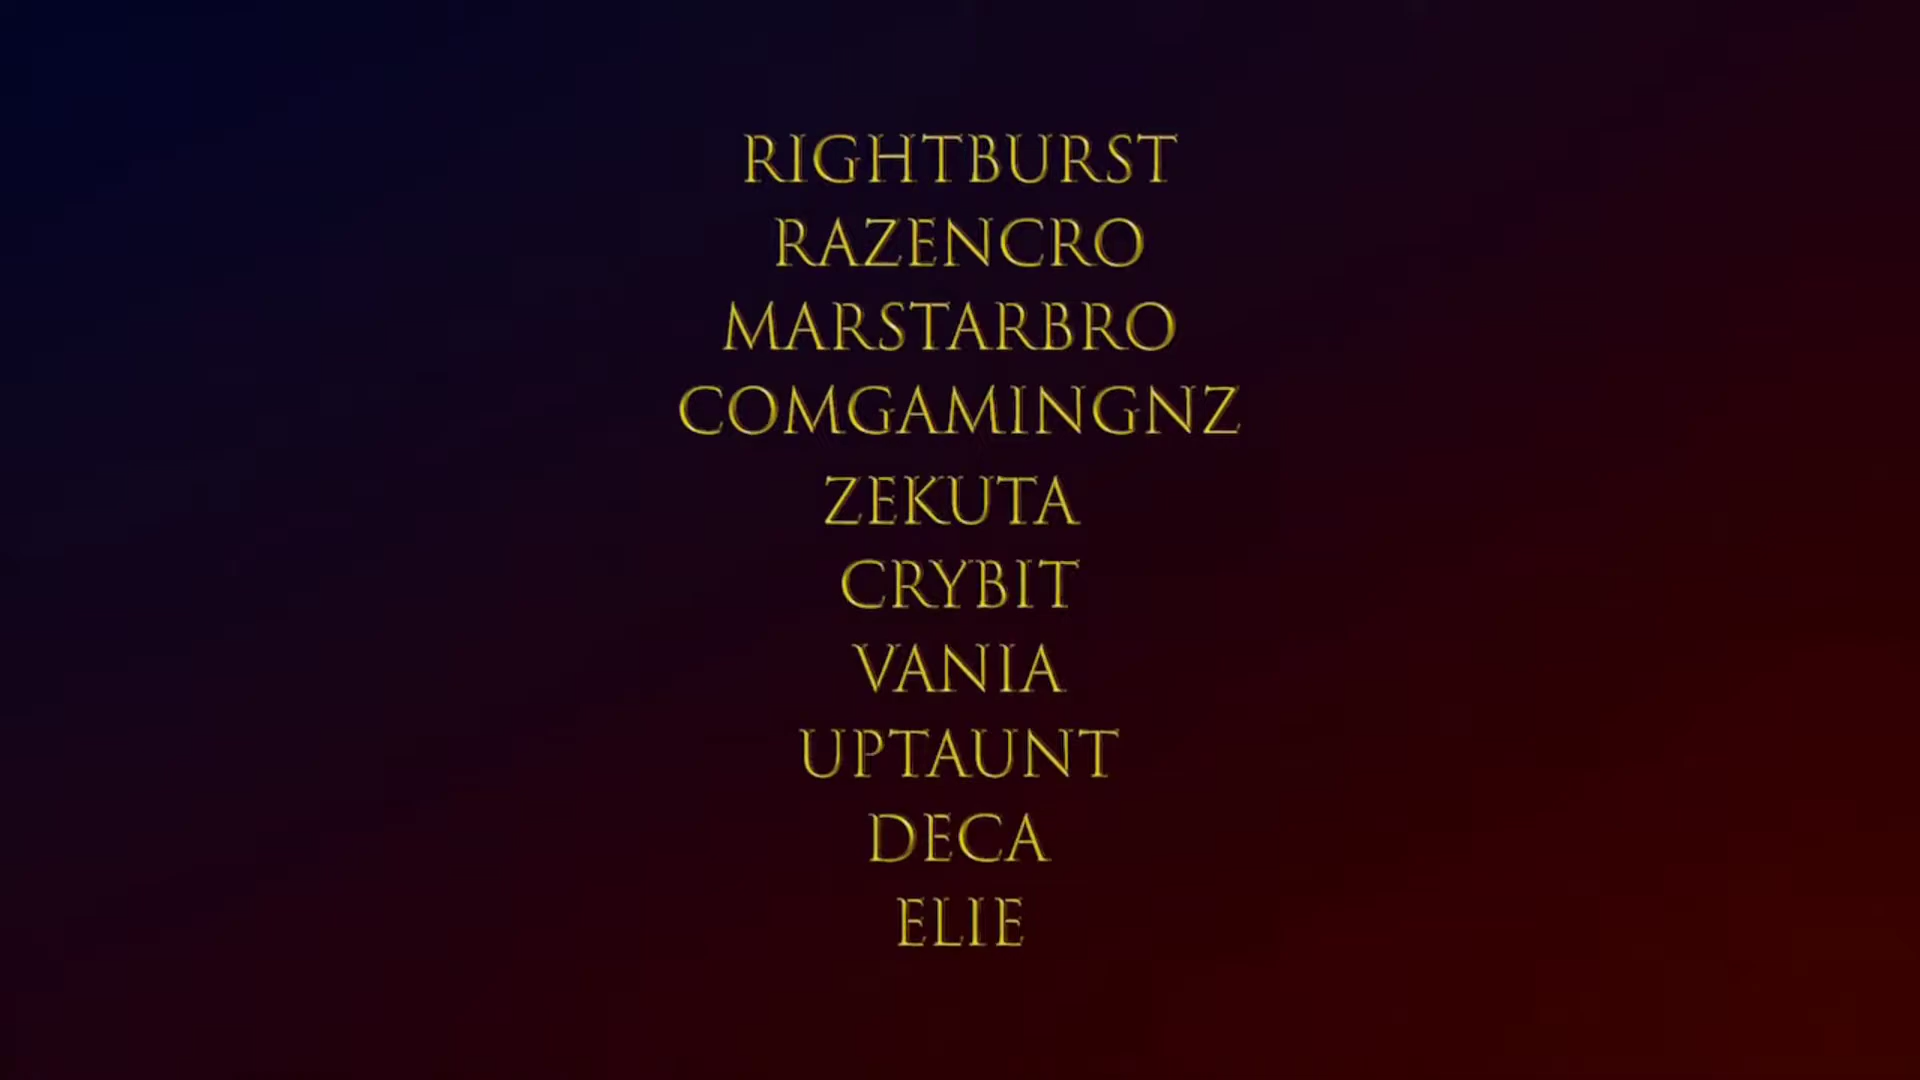 RIGHTBURST
RAZENCRO
MARSTARBRO
COMGAMINGNZ
ZEKUTA
CRYBIT
VANIA
UPTAUNT
DECA
ELIE